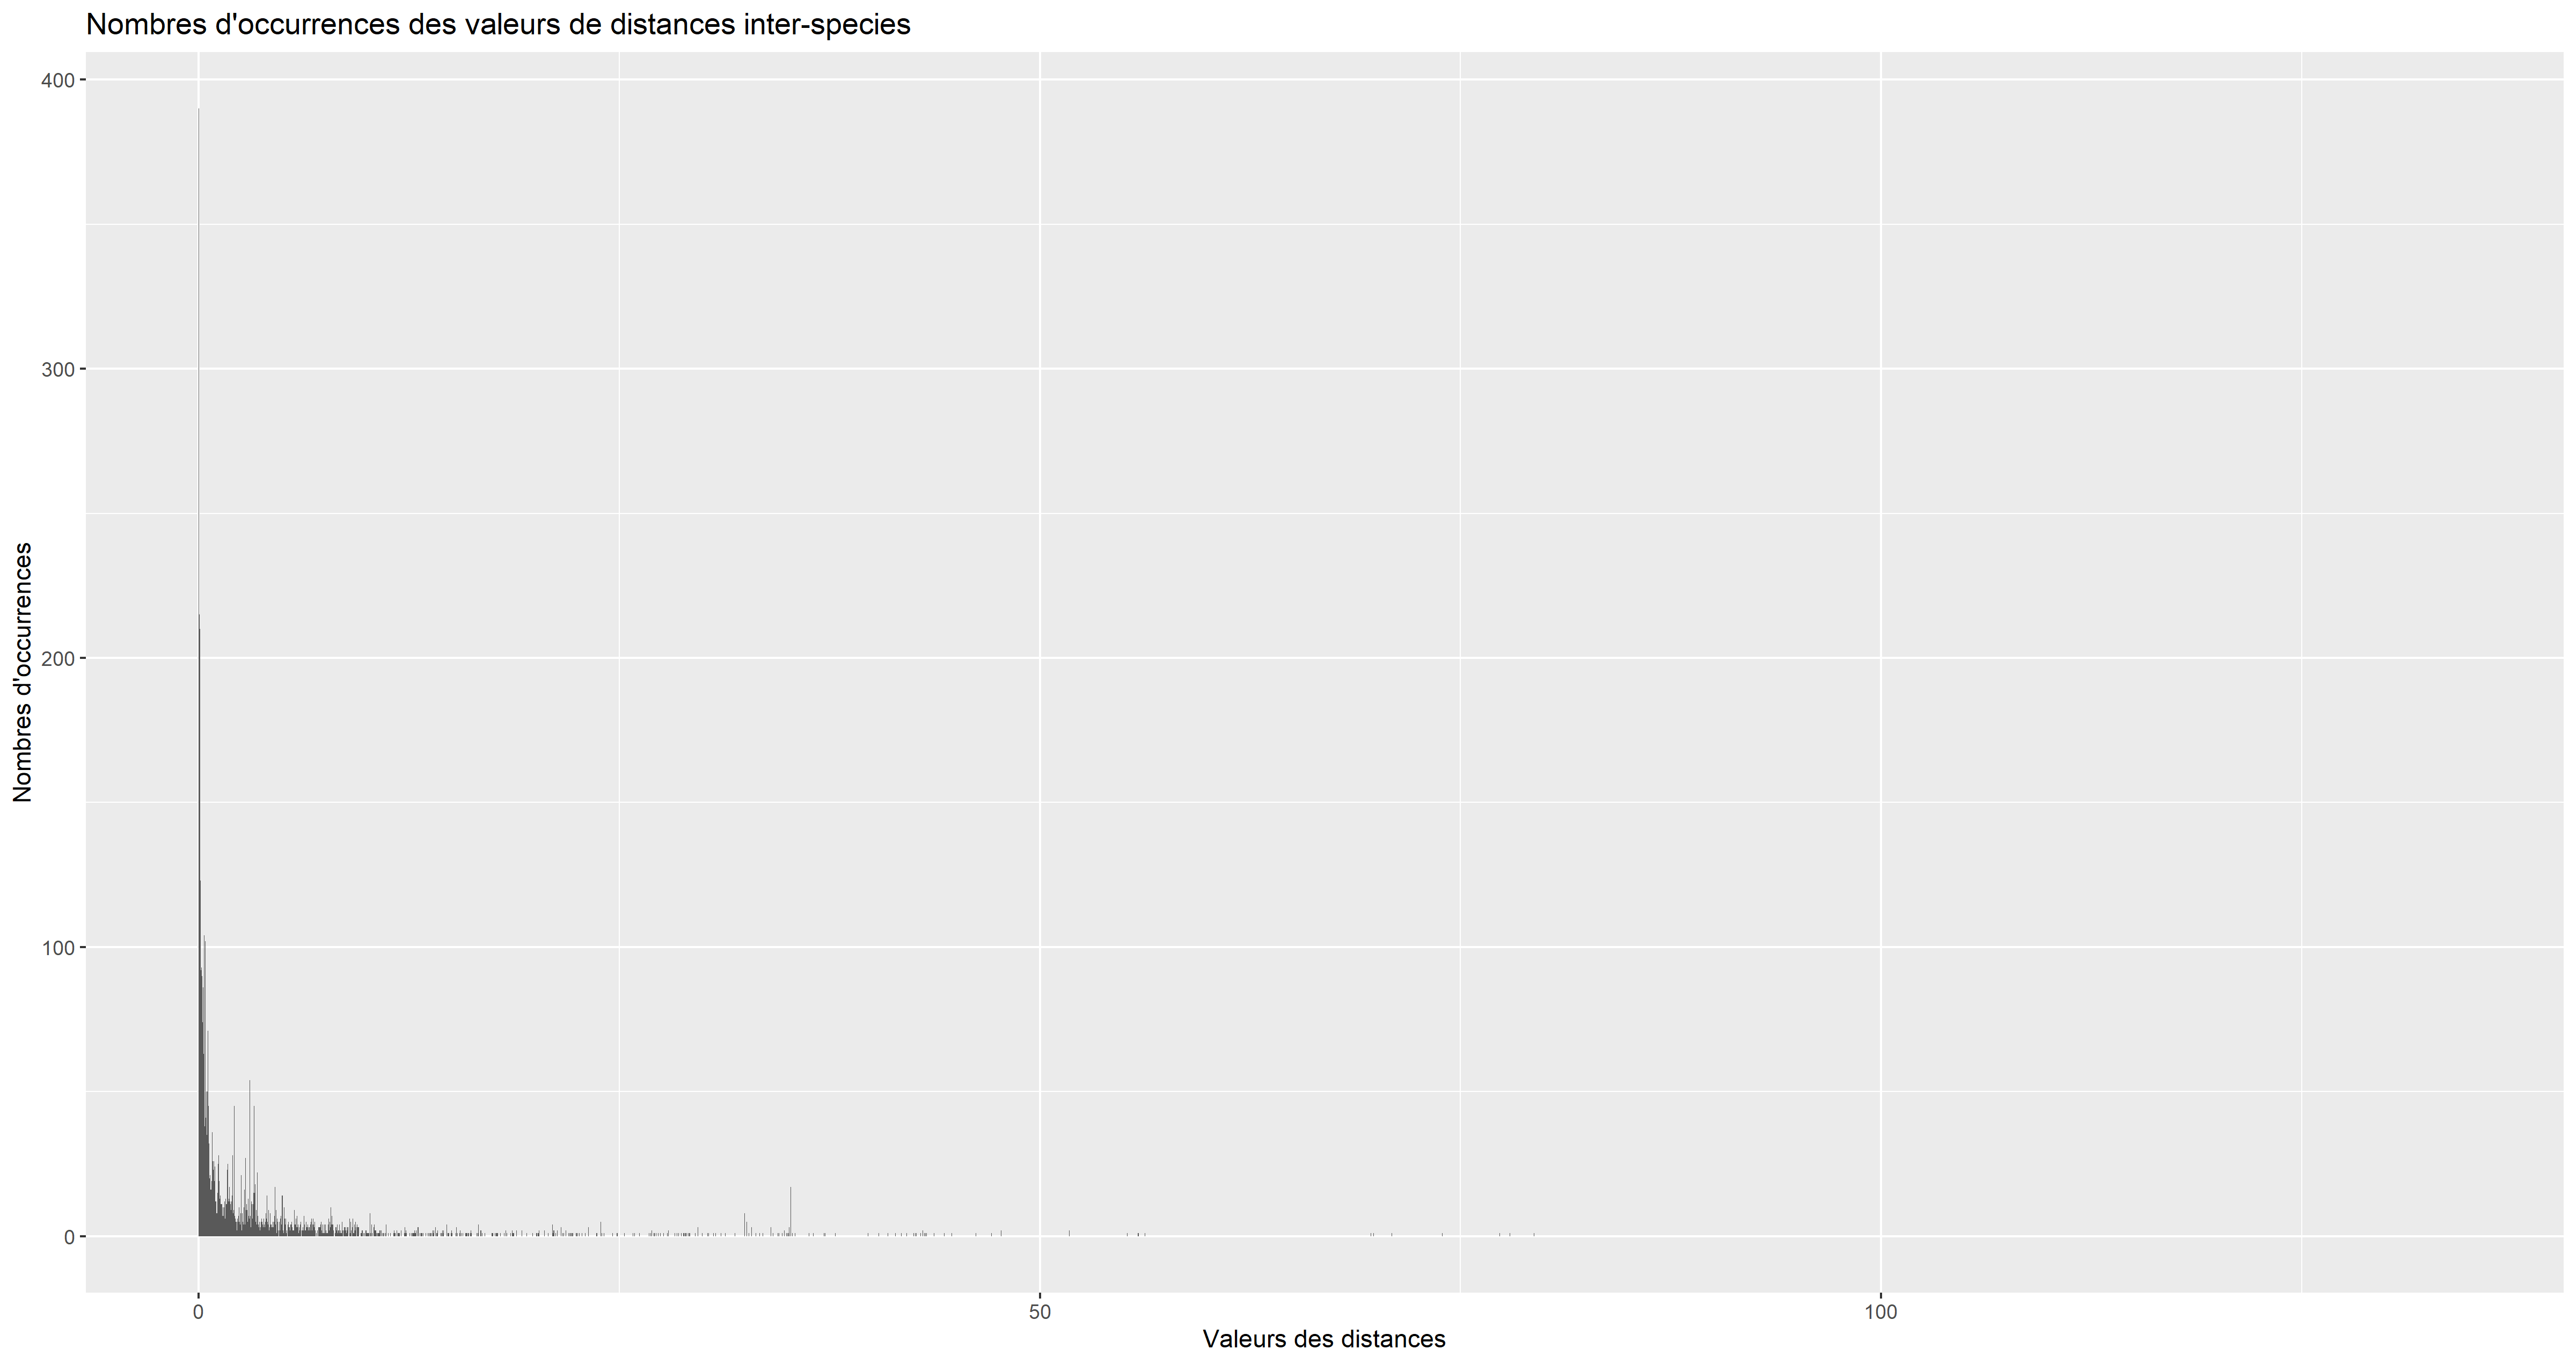 Nombres d'occurrences des valeurs de distances inter-species
400
300
200
100
0
Nombres d'occurrences
0 50 100
Valeurs des distances